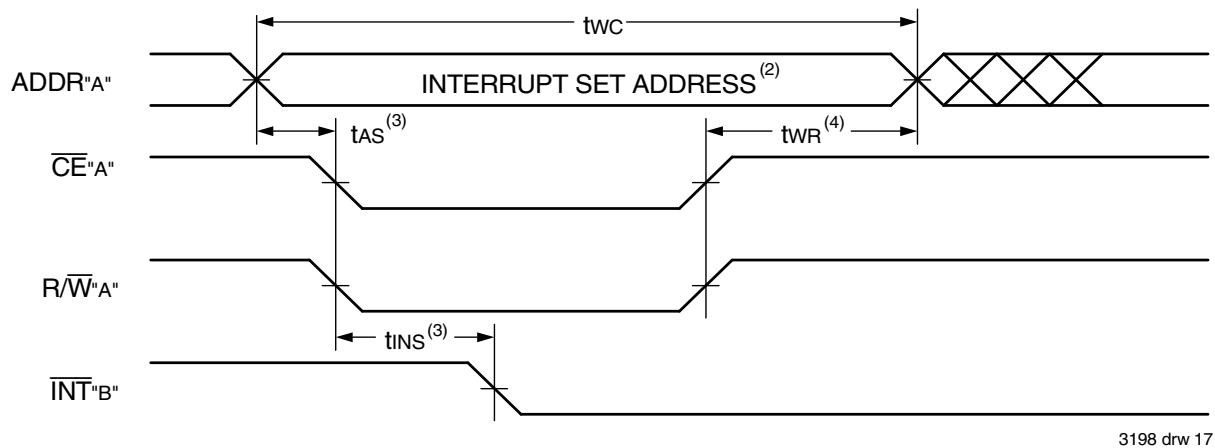 tWC
ADDR"A"
INTERRUPT SET ADDRESS(2)
tAS(3)
tWR(4)
CE"A"
R/W"A"
tINS(3)
INT"B"
3198 drw 17